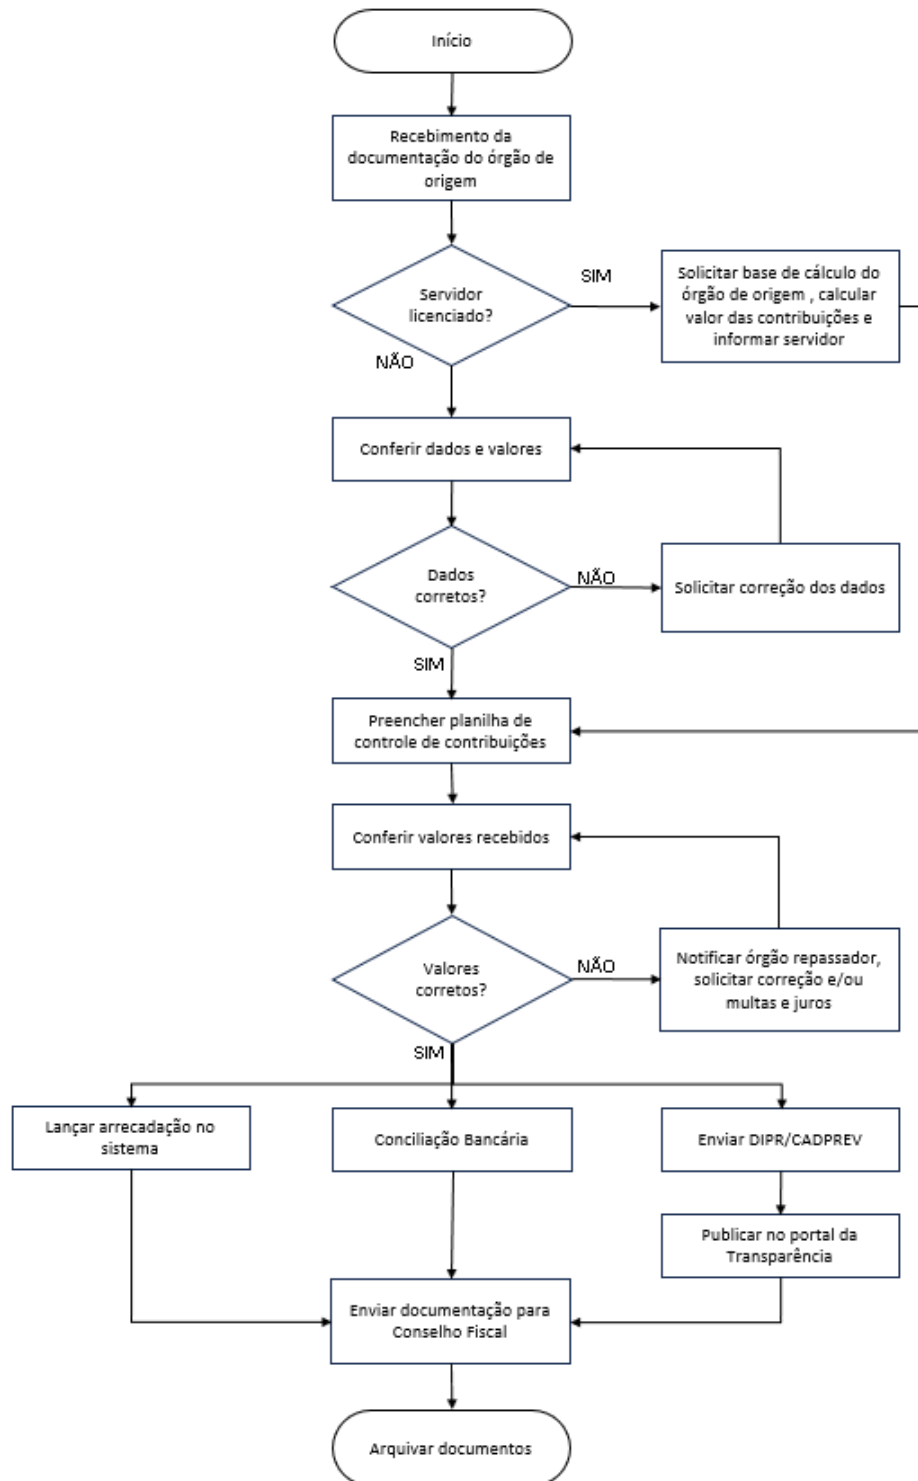 Início
Recebimento da
documentação do órgão de
origem
Servidor
licenciado?
SIM
Solicitar base de cálculo do
órgão de origem , calcular
valor das contribuições e
informar servidor
NÃO
Conferir dados e valores
Dados
corretos?
NÃO
Solicitar correção dos dados
SIM
Preencher planilha de
controle de contribuições
Conferir valores recebidos
Valores
corretos?
NÃO
Notificar órgão repassador,
solicitar correção e/ou
multas e juros
SIM
Lançar arrecadação no
sistema
Conciliação Bancária
Enviar DIPR/CADPREV
Publicar no portal da
Transparência
Enviar documentação para
Conselho Fiscal
Arquivar documentos